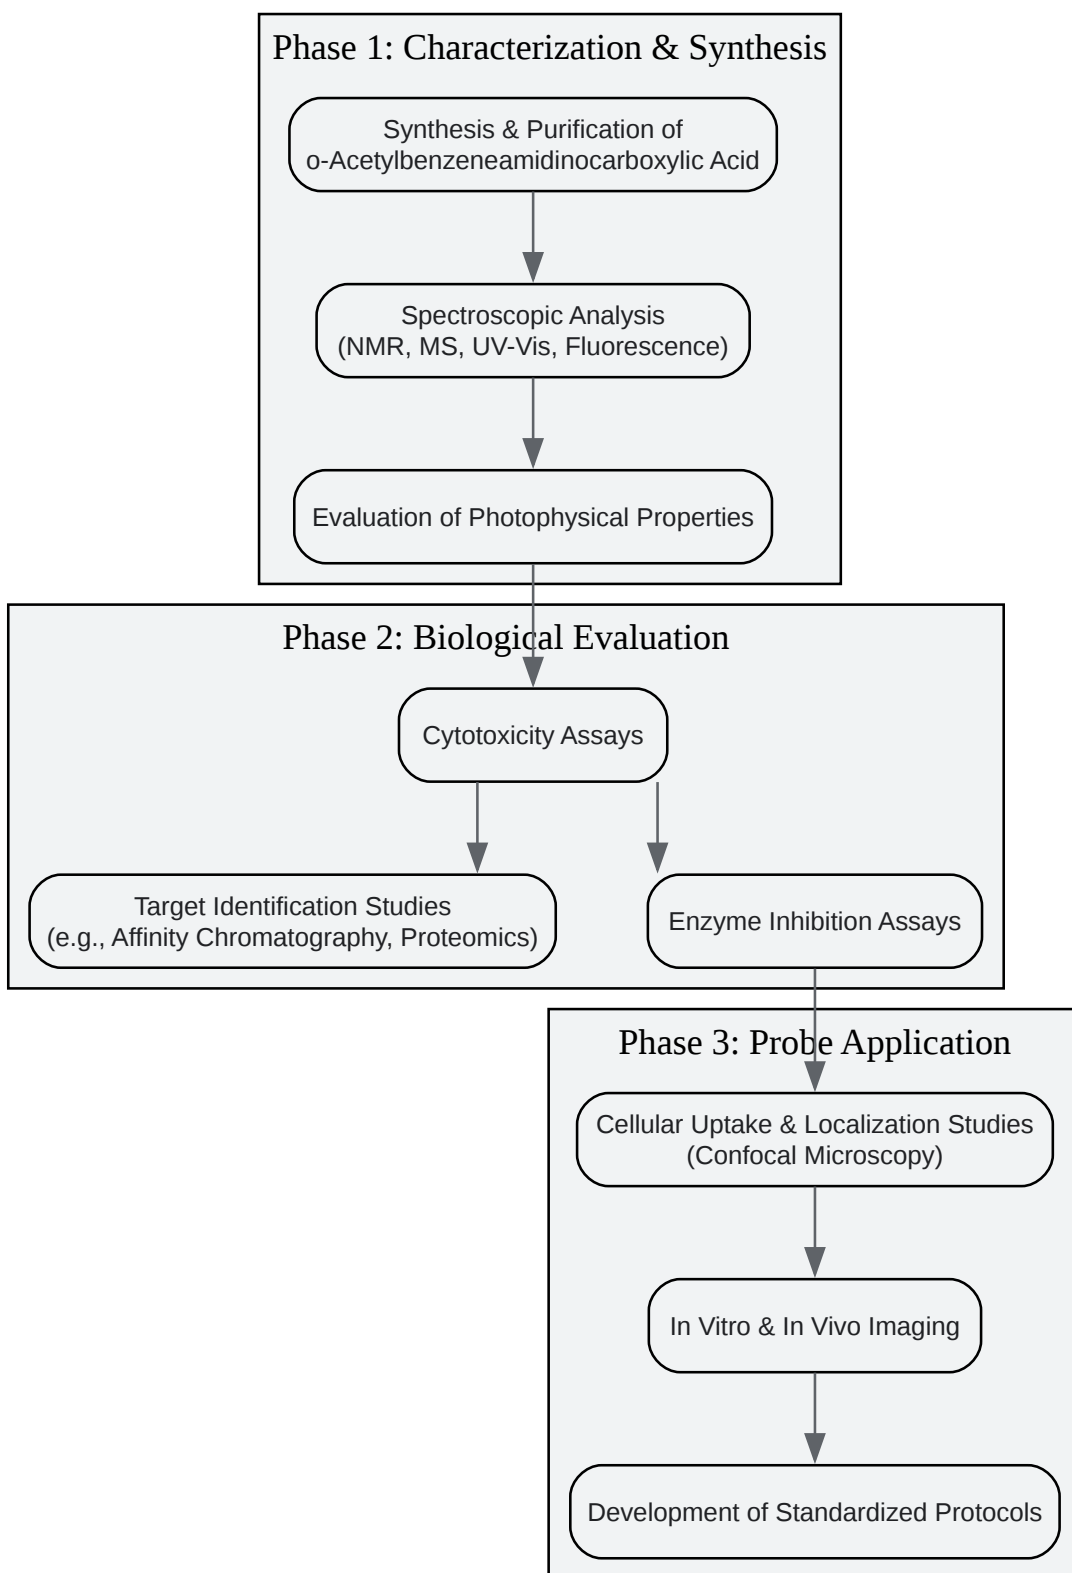 Phase 1: Characterization & Synthesis
Synthesis & Purification of
o-Acetylbenzeneamidinocarboxylic Acid
Spectroscopic Analysis
(NMR, MS, UV-Vis, Fluorescence)
Evaluation of Photophysical Properties
Phase 2: Biological Evaluation
Cytotoxicity Assays
Target Identification Studies
(e.g., Affinity Chromatography, Proteomics)
Enzyme Inhibition Assays
Phase 3: Probe Application
Cellular Uptake & Localization Studies
(Confocal Microscopy)
In Vitro & In Vivo Imaging
Development of Standardized Protocols